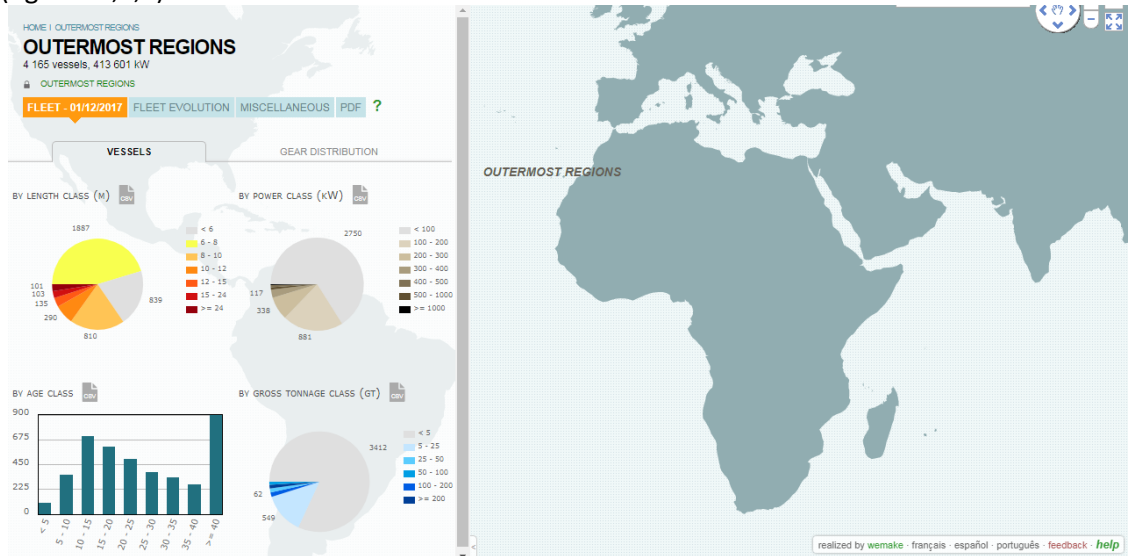 HOME I OUTERMOST REGIONS
OUTERMOST REGIONS
4 165 vessels, 413 601 kW
OUTERMOST REGIONS
FLEET - 01/12/2017 FLEET EVOLUTION MISCELLANEOUS PDF ?
VESSELS GEAR DISTRIBUTION
BY LENGTH CLASS (M) CSV
1887
839
810
290
135
103
101
< 6
6 - 8
8 - 10
10 - 12
12 - 15
15 - 24
>= 24
BY POWER CLASS (KW) CSV
2750
881
338
117
< 100
100 - 200
200 - 300
300 - 400
400 - 500
500 - 1000
>= 1000
BY AGE CLASS CSV
900
675
450
225
0
< 5
5 - 10
10 - 15
15 - 20
20 - 25
25 - 30
30 - 35
35 - 40
>= 40
BY GROSS TONNAGE CLASS (GT) CSV
3412
549
62
< 5
5 - 25
25 - 50
50 - 100
100 - 200
>= 200
OUTERMOST REGIONS
realized by wemake - français - español - português - feedback - help